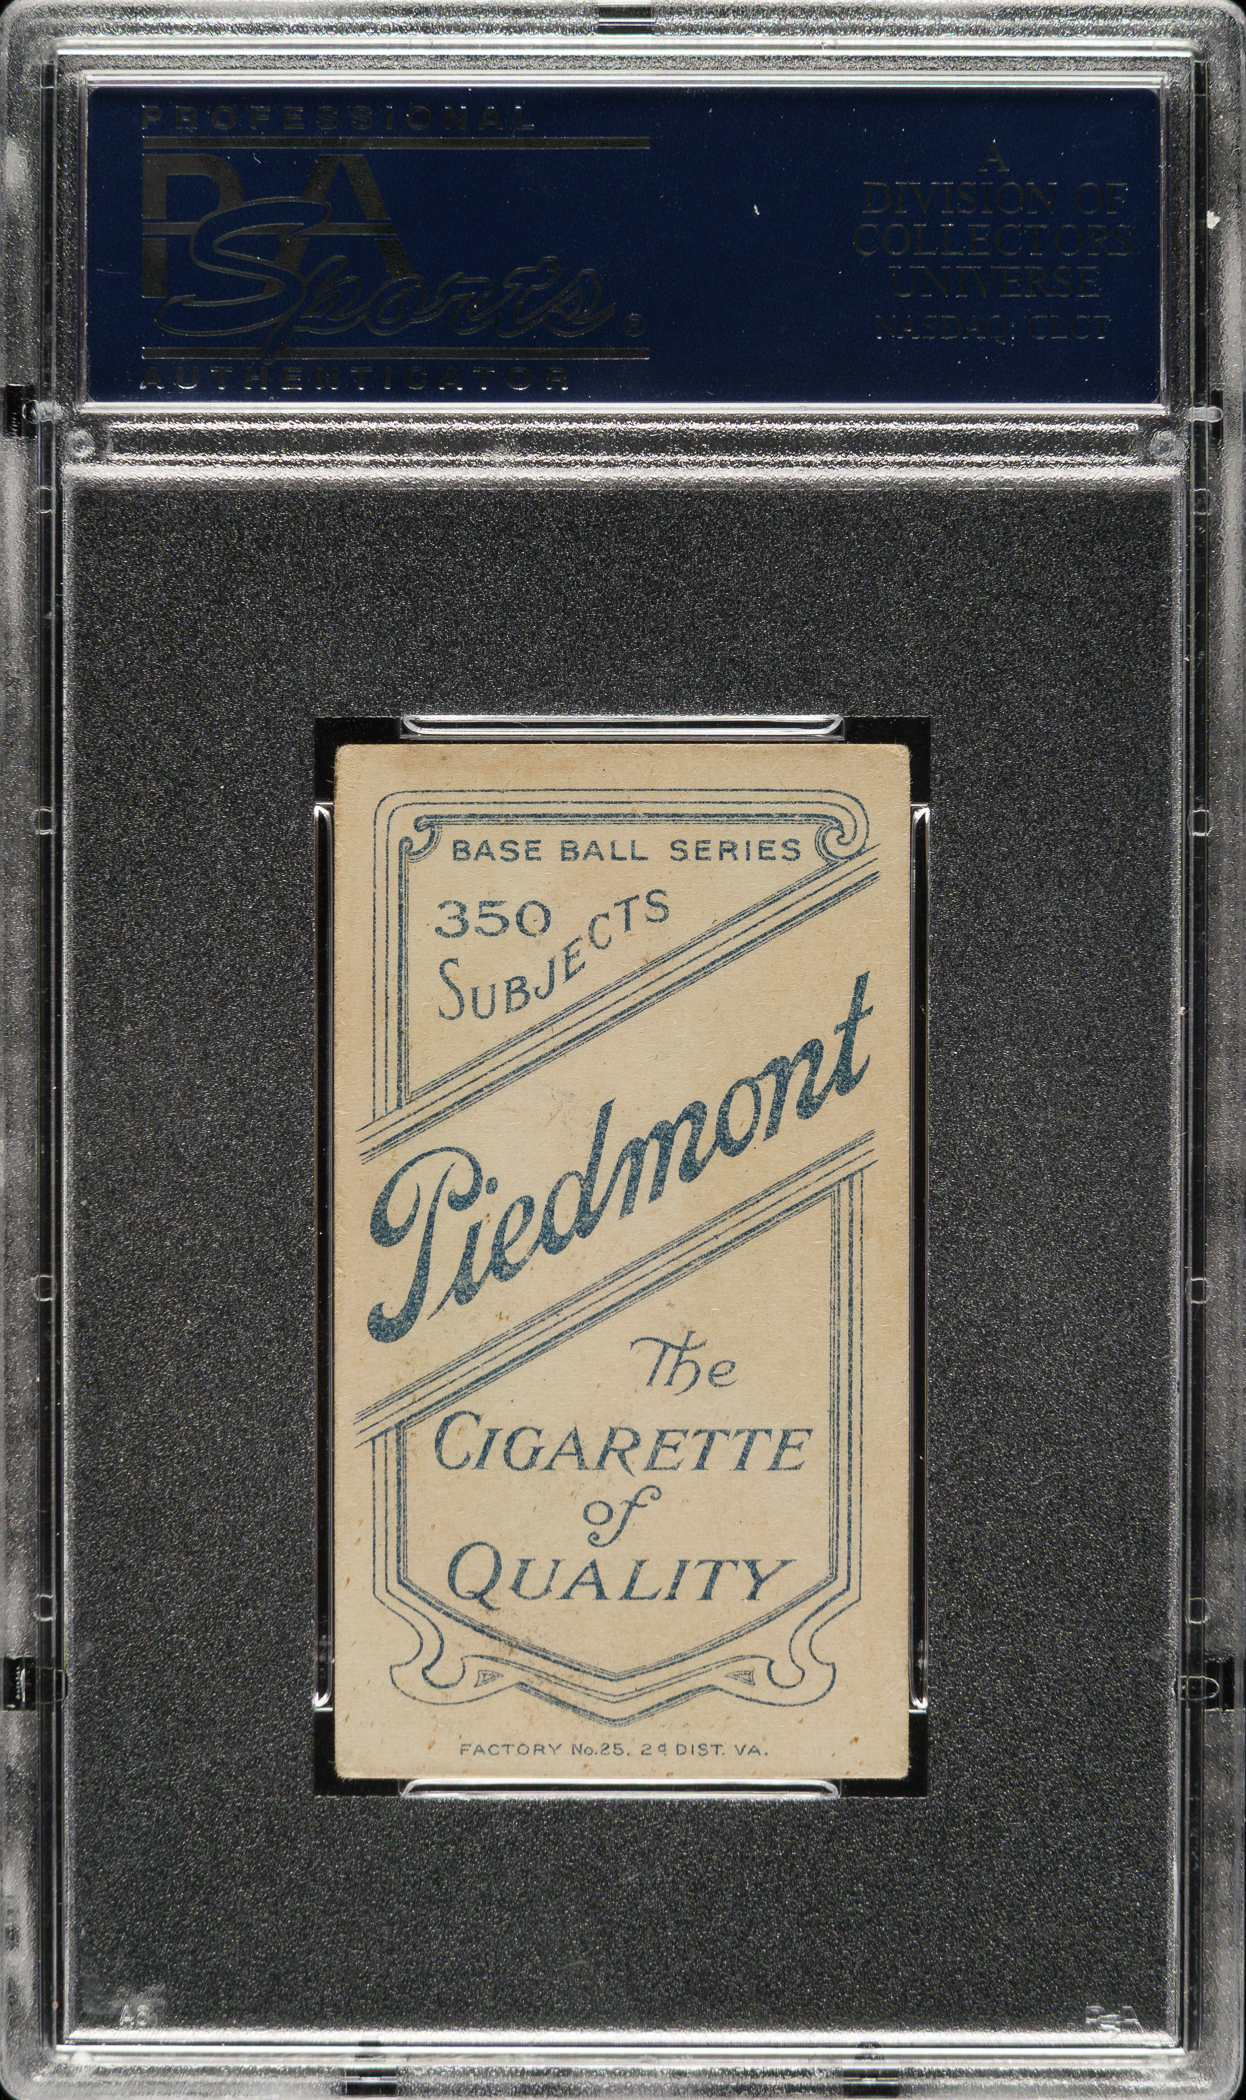 PROFESSIONAL
PSA
Sports®
AUTHENTICATOR
A
DIVISION OF
COLLECTORS
UNIVERSE
NASDAQ: CLCT
BASE BALL SERIES
350
SUBJECTS
Piedmont
The
CIGARETTE
of
QUALITY
FACTORY No.25, 2d DIST. VA.
PSA